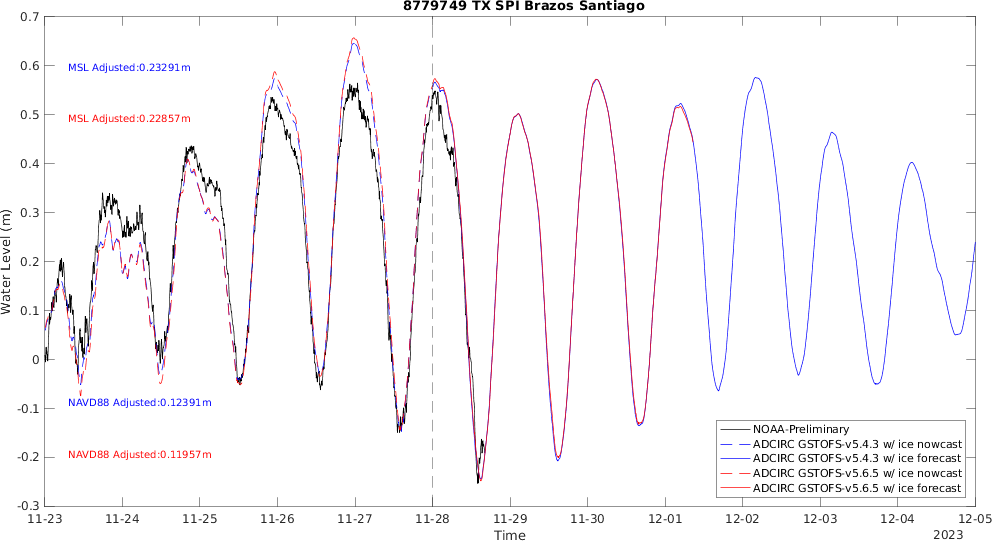 8779749 TX SPI Brazos Santiago
Water Level (m)
0.7
0.6
0.5
0.4
0.3
0.2
0.1
0
-0.1
-0.2
-0.3
MSL Adjusted:0.23291m
MSL Adjusted:0.22857m
NAVD88 Adjusted:0.12391m
NAVD88 Adjusted:0.11957m
NOAA-Preliminary
ADCIRC GSTOFS-v5.4.3 w/ ice nowcast
ADCIRC GSTOFS-v5.4.3 w/ ice forecast
ADCIRC GSTOFS-v5.6.5 w/ ice nowcast
ADCIRC GSTOFS-v5.6.5 w/ ice forecast
11-23 11-24 11-25 11-26 11-27 11-28 11-29 11-30 12-01 12-02 12-03 12-04 12-05
Time
2023